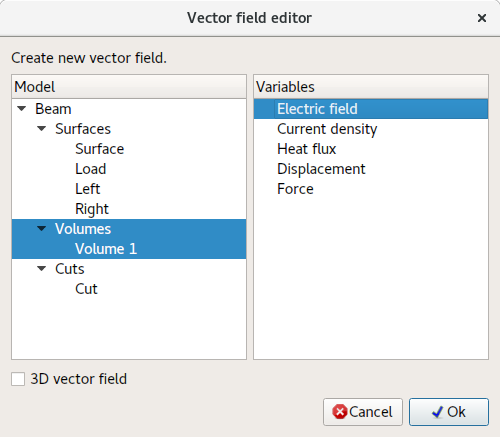 Vector field editor
Create new vector field.
Model
Beam
Surfaces
Surface
Load
Left
Right
Volumes
Volume 1
Cuts
Cut
Variables
Electric field
Current density
Heat flux
Displacement
Force
3D vector field
Cancel
Ok